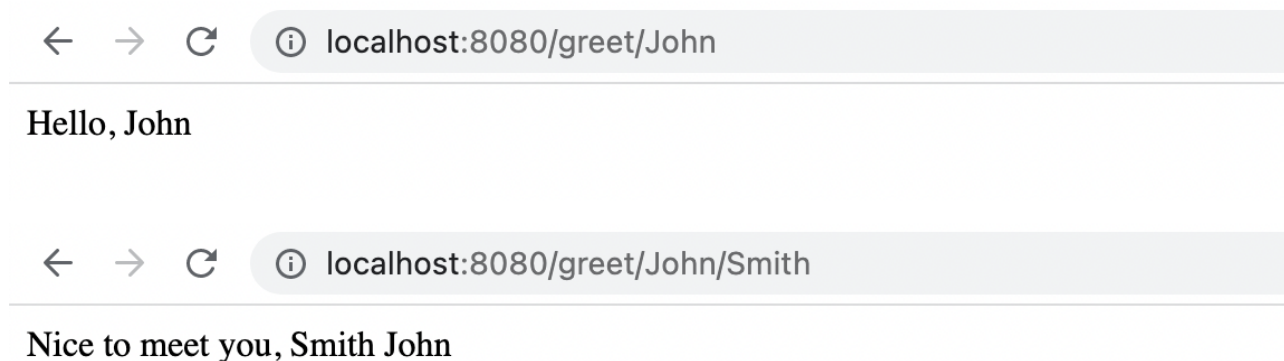 localhost:8080/greet/John
Hello, John
localhost:8080/greet/John/Smith
Nice to meet you, Smith John